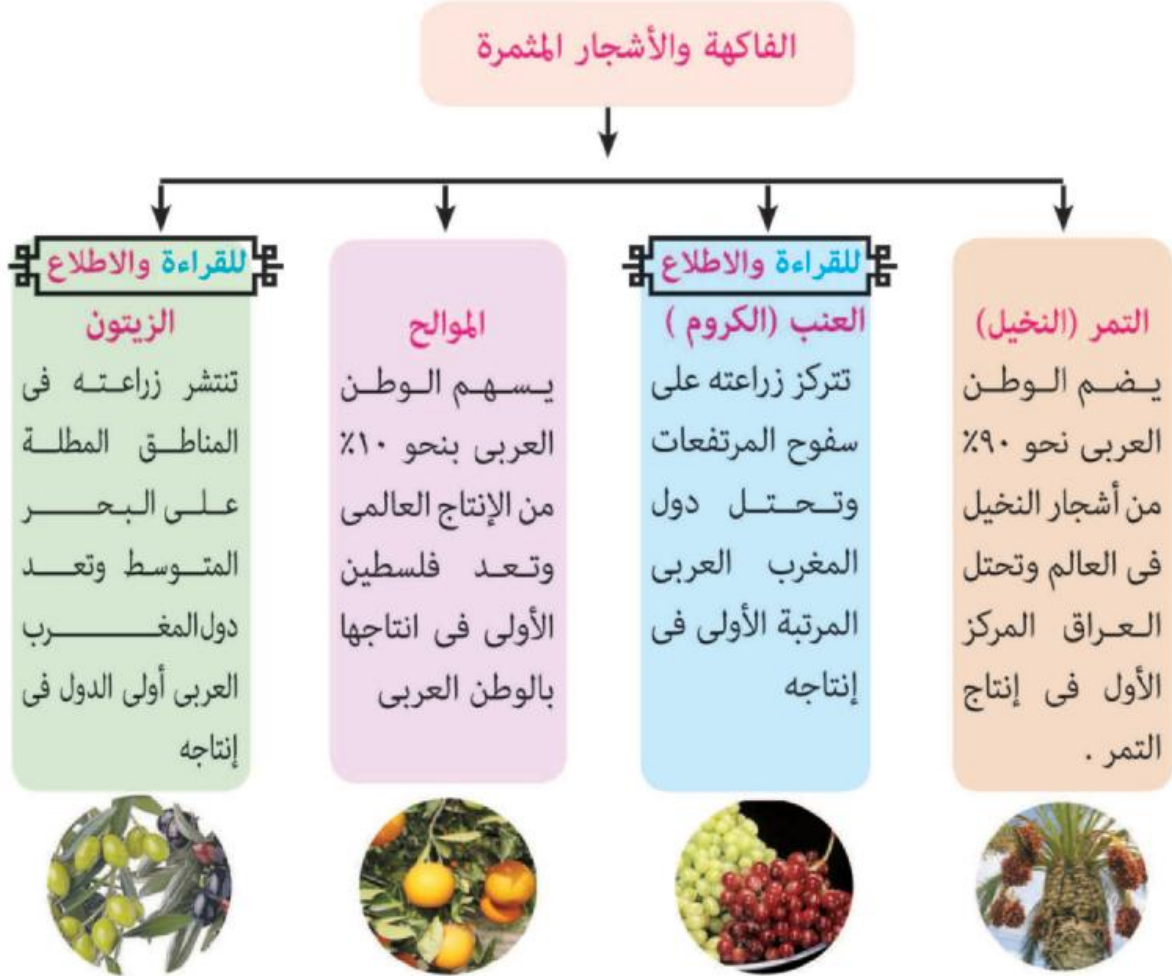 الفاكهة والأشجار المثمرة
التمر (النخيل)
يضم الوطن
العربى نحو ٩٠٪
من أشجار النخيل
فى العالم وتحتل
العراق المركز
الأول فى إنتاج
التمر .
للقراءة والاطلاع
العنب (الكروم )
تتركز زراعته على
سفوح المرتفعات
وتحتل دول
المغرب العربى
المرتبة الأولى فى
إنتاجه
الموالح
يسهم الوطن
العربى بنحو ١٠٪
من الإنتاج العالمى
وتعد فلسطين
الأولى فى انتاجها
بالوطن العربى
للقراءة والاطلاع
الزيتون
تنتشر زراعته فى
المناطق المطلة
على البحر
المتوسط وتعد
دول المغرب
العربى أولى الدول فى
إنتاجه